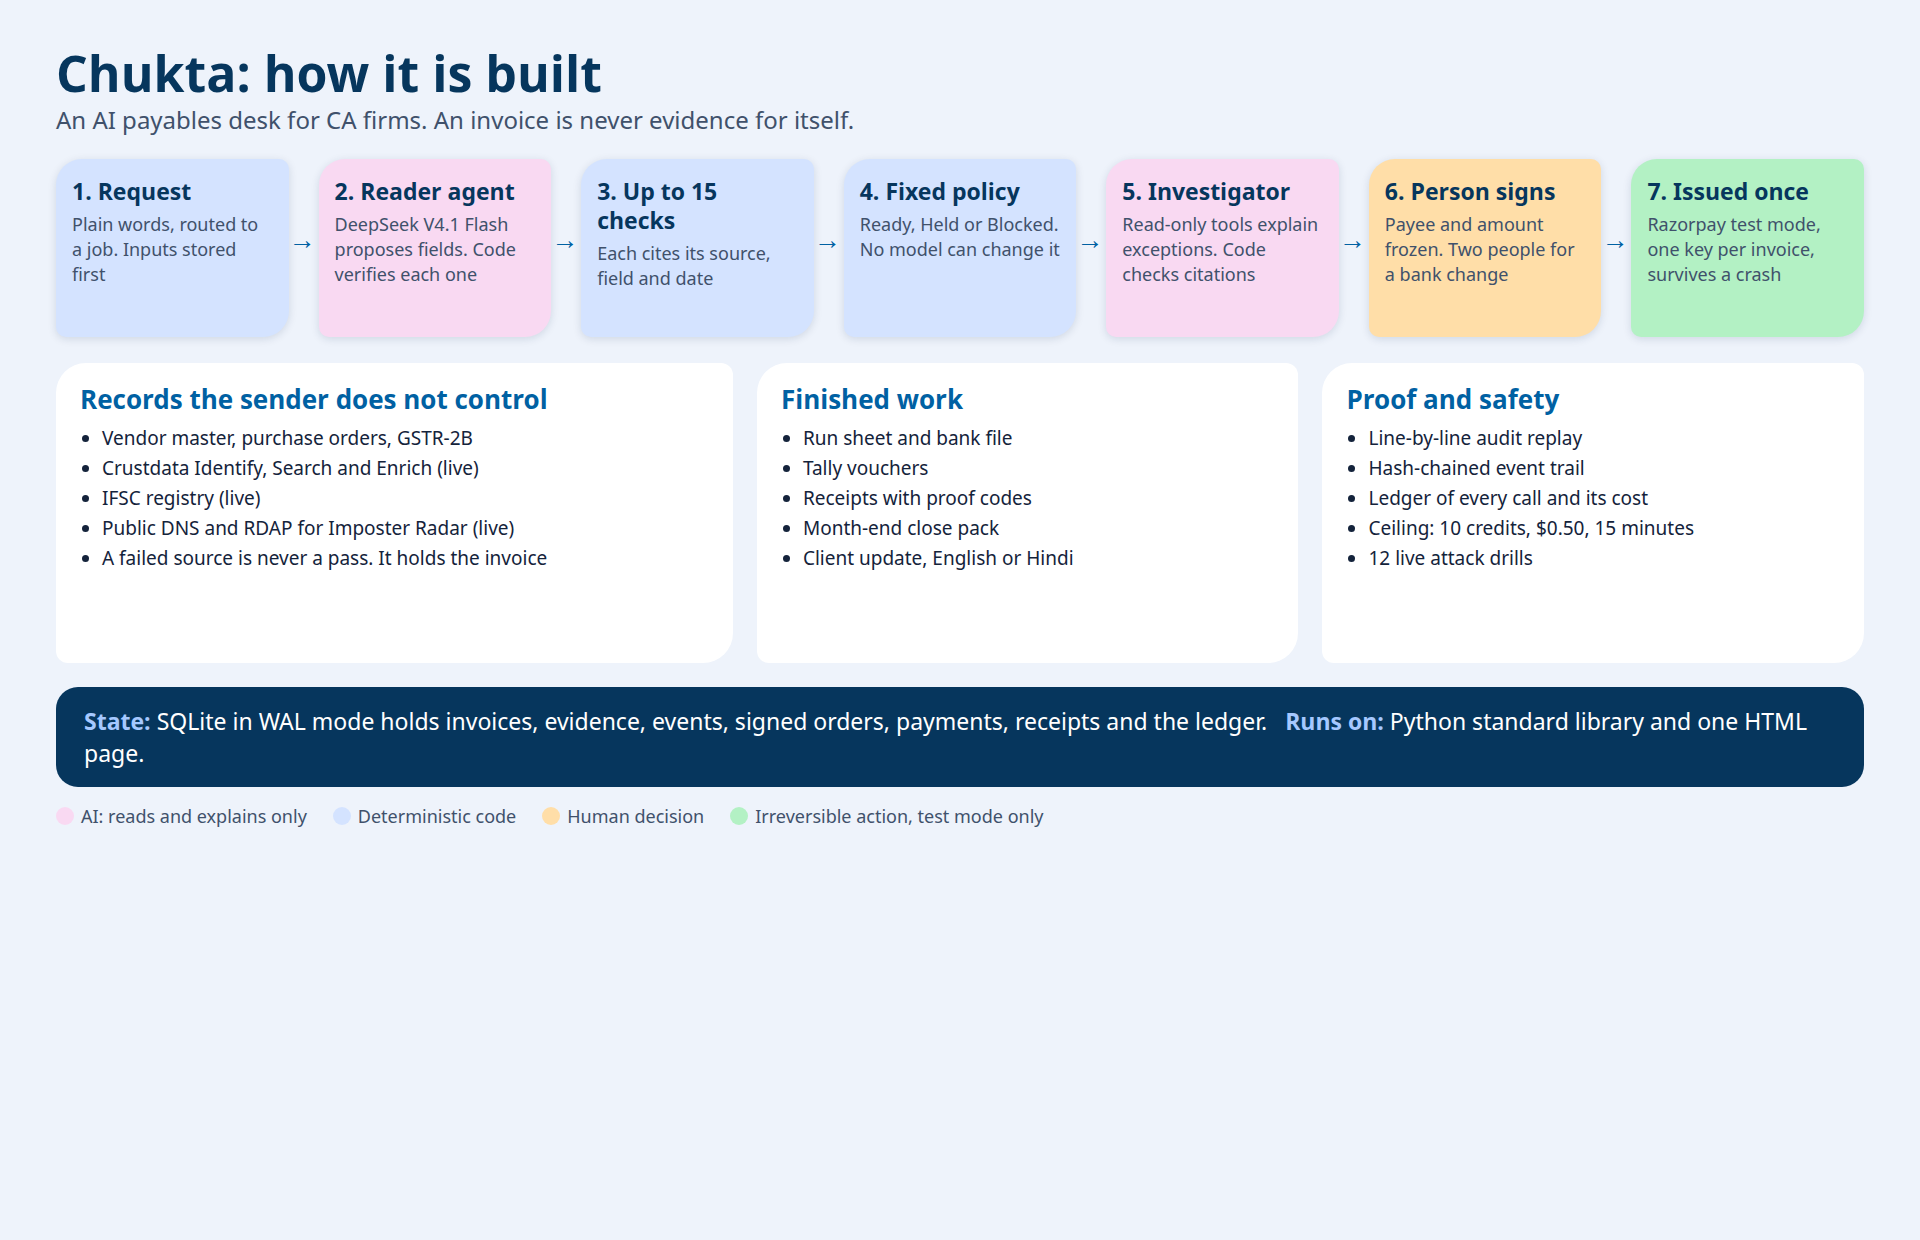 Chukta: how it is built
An AI payables desk for CA firms. An invoice is never evidence for itself.
1. Request
Plain words, routed to
a job. Inputs stored
first
→
2. Reader agent
DeepSeek V4.1 Flash
proposes fields. Code
verifies each one
→
3. Up to 15
checks
Each cites its source,
field and date
→
4. Fixed policy
Ready, Held or Blocked.
No model can change it
→
5. Investigator
Read-only tools explain
exceptions. Code
checks citations
→
6. Person signs
Payee and amount
frozen. Two people for
a bank change
→
7. Issued once
Razorpay test mode,
one key per invoice,
survives a crash
Records the sender does not control
• Vendor master, purchase orders, GSTR-2B
• Crustdata Identify, Search and Enrich (live)
• IFSC registry (live)
• Public DNS and RDAP for Imposter Radar (live)
• A failed source is never a pass. It holds the invoice
Finished work
• Run sheet and bank file
• Tally vouchers
• Receipts with proof codes
• Month-end close pack
• Client update, English or Hindi
Proof and safety
• Line-by-line audit replay
• Hash-chained event trail
• Ledger of every call and its cost
• Ceiling: 10 credits, $0.50, 15 minutes
• 12 live attack drills
State: SQLite in WAL mode holds invoices, evidence, events, signed orders, payments, receipts and the ledger. Runs on: Python standard library and one HTML
page.
AI: reads and explains only
Deterministic code
Human decision
Irreversible action, test mode only